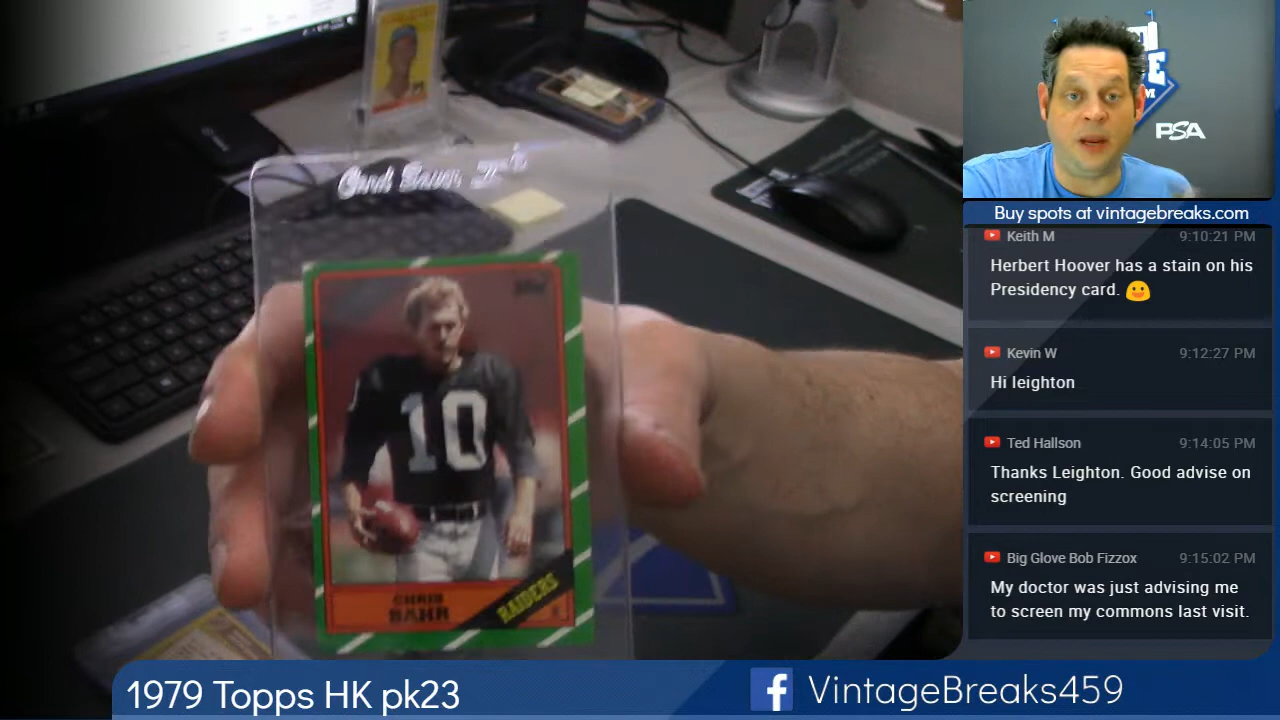 PSA
Buy spots at vintagebreaks.com
Keith M 9:10:21 PM
Herbert Hoover has a stain on his
Presidency card. 😛
Kevin W 9:12:27 PM
Hi leighton
Ted Hallson 9:14:05 PM
Thanks Leighton. Good advise on
screening
Big Glove Bob Fizzox 9:15:02 PM
My doctor was just advising me
to screen my commons last visit.
Card Saver
10
CHRIS
BAHR
RAIDERS
1979 Topps HK pk23
VintageBreaks459